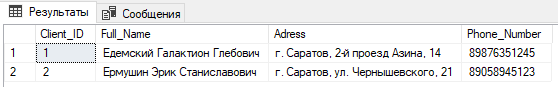 Результаты Сообщения
Client_ID Full_Name Adress Phone_Number
1 1 Едемский Галактион Глебович г. Саратов, 2-й проезд Азина, 14 89876351245
2 2 Ермушин Эрик Станиславович г. Саратов, ул. Чернышевского, 21 89058945123